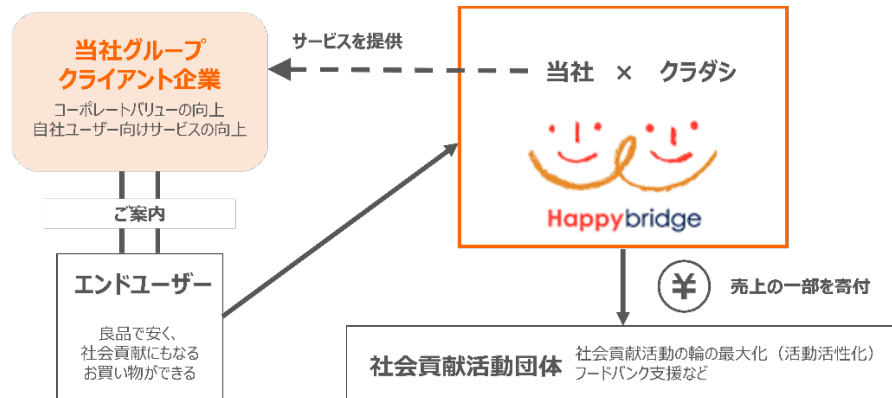 当社グループ
クライアント企業
コーポレートバリューの向上
自社ユーザー向けサービスの向上
サービスを提供
当社 × クラダシ
Happybridge
ご案内
エンドユーザー
良品で安く、
社会貢献にもなる
お買い物ができる
¥ 売上の一部を寄付
社会貢献活動団体
社会貢献活動の輪の最大化（活動活性化）
フードバンク支援など